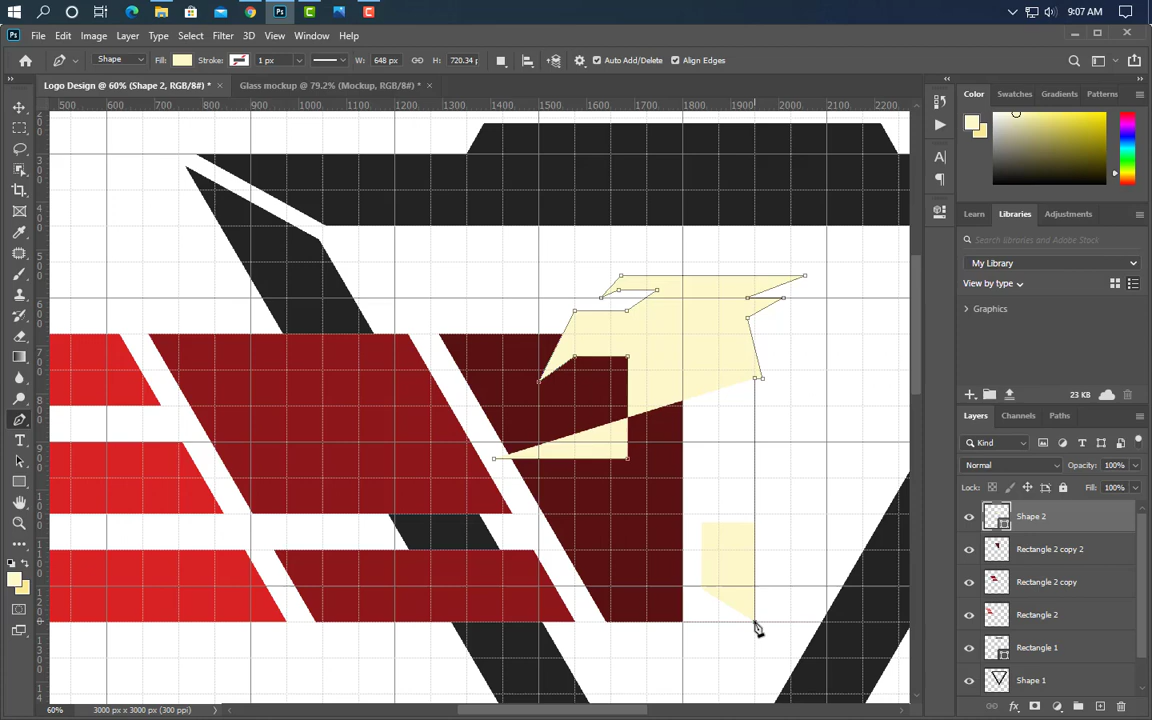 9:07 AM
File Edit Image Layer Type Select Filter 3D View Window Help
Shape Fill: Stroke: 1 px W: 648 px H: 720.34 p Auto Add/Delete Align Edges
Logo Design @ 60% (Shape 2, RGB/8#) * × Glass mockup @ 79.2% (Mockup, RGB/8#) * ×
500 600 700 800 900 1000 1100 1200 1300 1400 1500 1600 1700 1800 1900 2000 2100 2200
Color Swatches Gradients Patterns
Learn Libraries Adjustments
Search libraries and Adobe Stock
My Library
View by type
Graphics
23 KB
Layers Channels Paths
Kind
Normal Opacity: 100%
Lock: Fill: 100%
Shape 2
Rectangle 2 copy 2
Rectangle 2 copy
Rectangle 2
Rectangle 1
Shape 1
60% 3000 px x 3000 px (300 ppi)